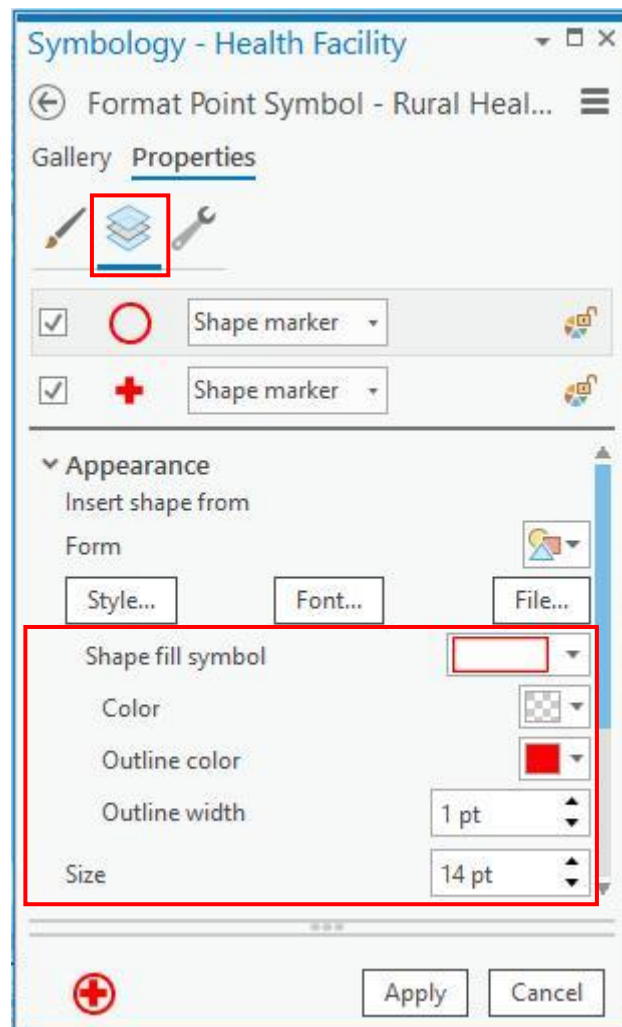 Symbology - Health Facility
Format Point Symbol - Rural Heal...
Gallery Properties
Shape marker
Shape marker
Appearance
Insert shape from
Form
Style... Font... File...
Shape fill symbol
Color
Outline color
Outline width 1 pt
Size 14 pt
Apply Cancel